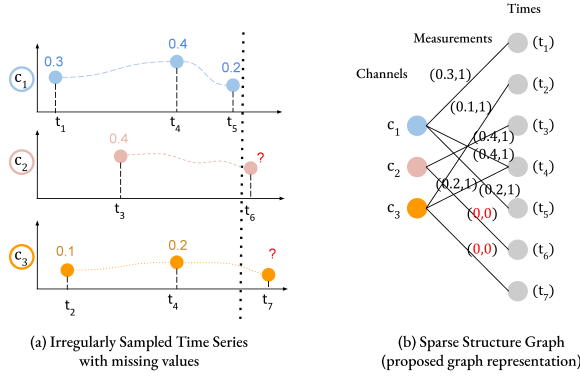 0.3
0.4
0.2
c1
t1
t4
t5
0.4
?
c2
t3
t6
0.1
0.2
?
c3
t2
t4
t7
(a) Irregularly Sampled Time Series
with missing values
Times
Measurements
Channels
(t1)
(0.3,1)
(t2)
(0.1,1)
c1
(t3)
(0.4,1)
(0.4,1)
c2
(t4)
(0.2,1)
(0.2,1)
c3
(t5)
(0,0)
(t6)
(0,0)
(t7)
(b) Sparse Structure Graph
(proposed graph representation)